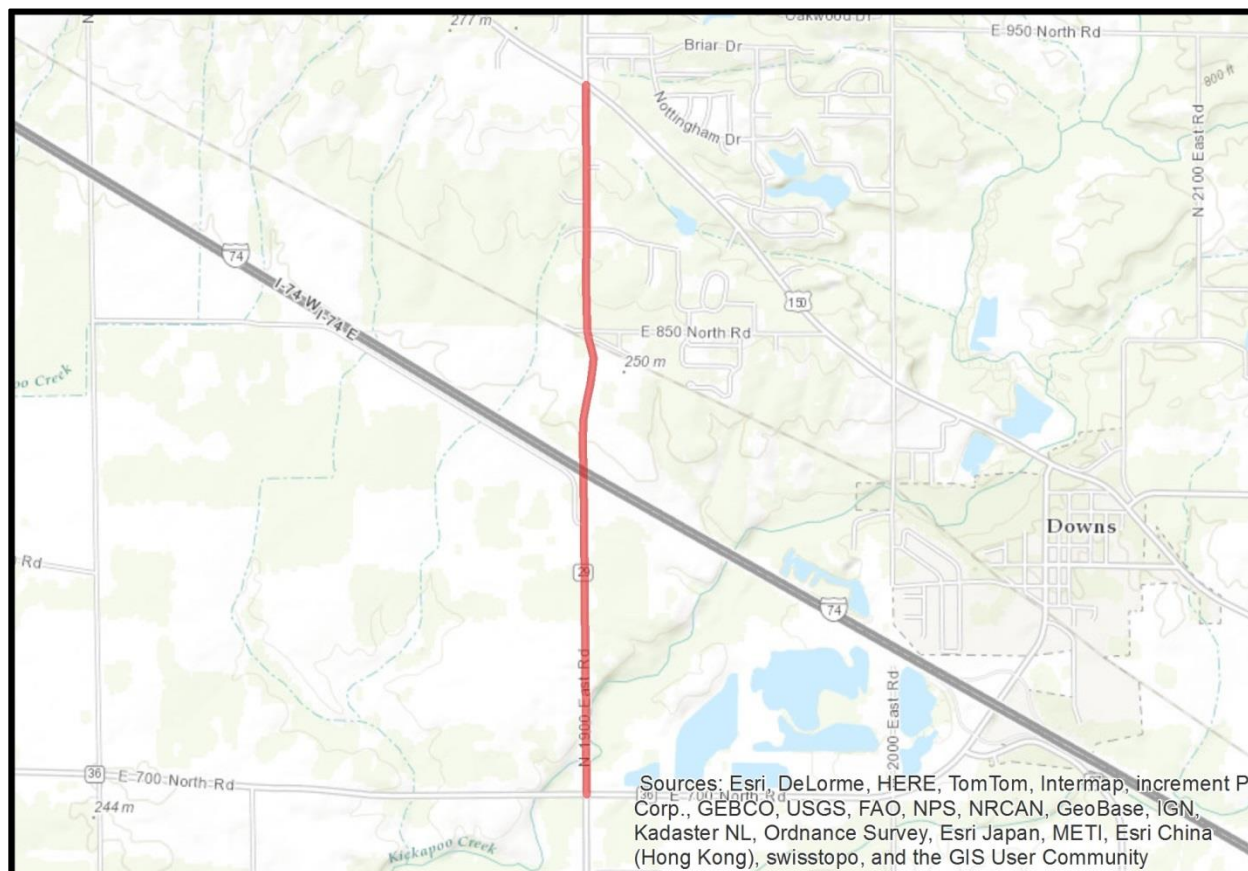 277 m
Oakwood Dr
E 950 North Rd
N
Briar Dr
800 ft
Nottingham Dr
N 2100 East Rd
74
I-74 W
I-74 E
150
E 850 North Rd
250 m
Creek
Downs
Rd
29
74
N 1900 East Rd
2000 East Rd
36
E 700 North Rd
36
E 700 North Rd
244 m
Kickapoo Creek
Sources: Esri, DeLorme, HERE, TomTom, Intermap, increment P
Corp., GEBCO, USGS, FAO, NPS, NRCAN, GeoBase, IGN,
Kadaster NL, Ordnance Survey, Esri Japan, METI, Esri China
(Hong Kong), swisstopo, and the GIS User Community